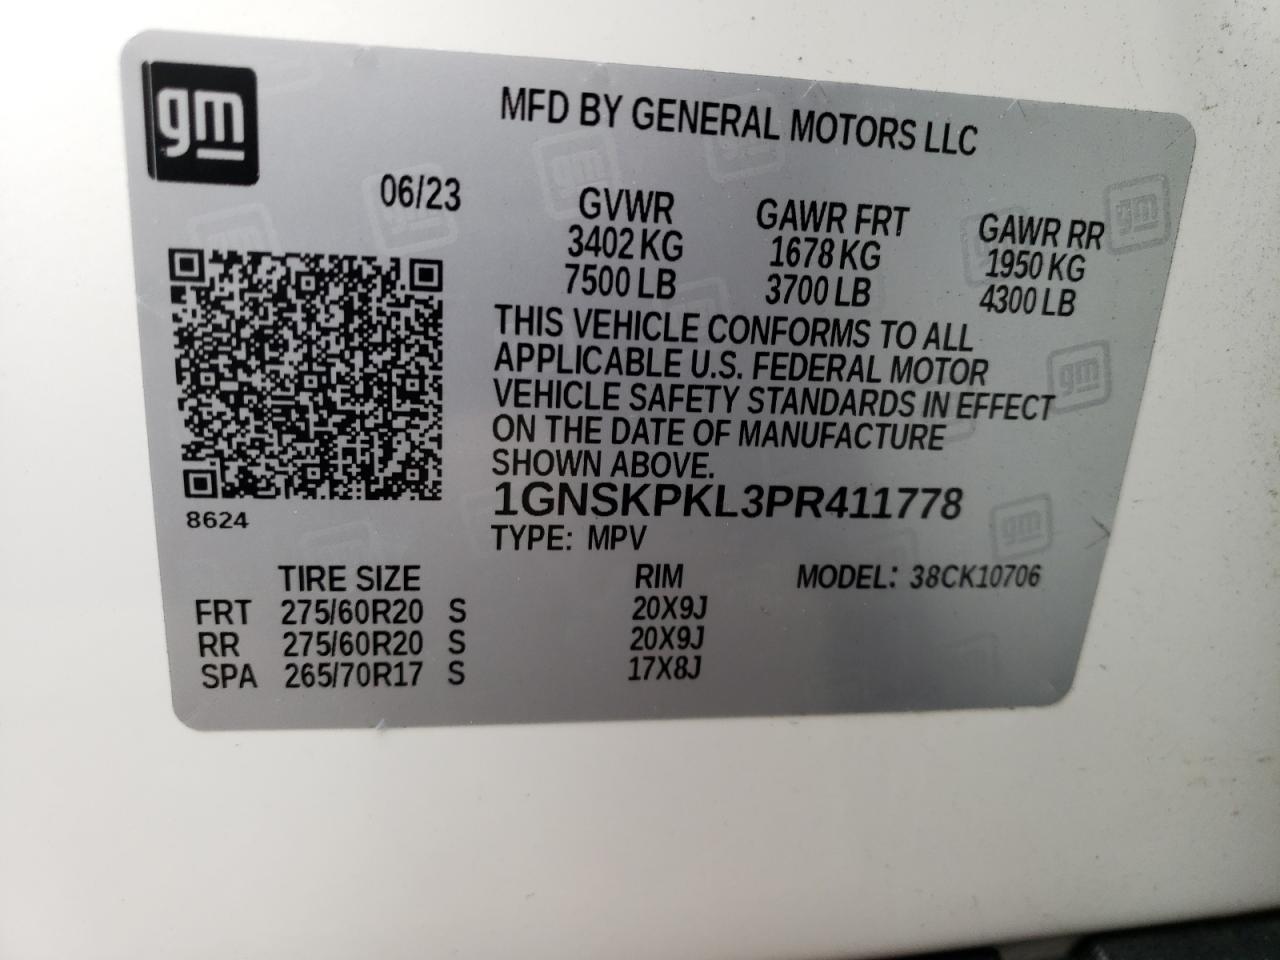 gm
MFD BY GENERAL MOTORS LLC
06/23
GVWR GAWR FRT GAWR RR
3402 KG 1678 KG 1950 KG
7500 LB 3700 LB 4300 LB
THIS VEHICLE CONFORMS TO ALL
APPLICABLE U.S. FEDERAL MOTOR
VEHICLE SAFETY STANDARDS IN EFFECT
ON THE DATE OF MANUFACTURE
SHOWN ABOVE.
1GNSKPKL3PR411778
8624
TYPE: MPV
TIRE SIZE RIM MODEL: 38CK10706
FRT 275/60R20 S 20X9J
RR 275/60R20 S 20X9J
SPA 265/70R17 S 17X8J